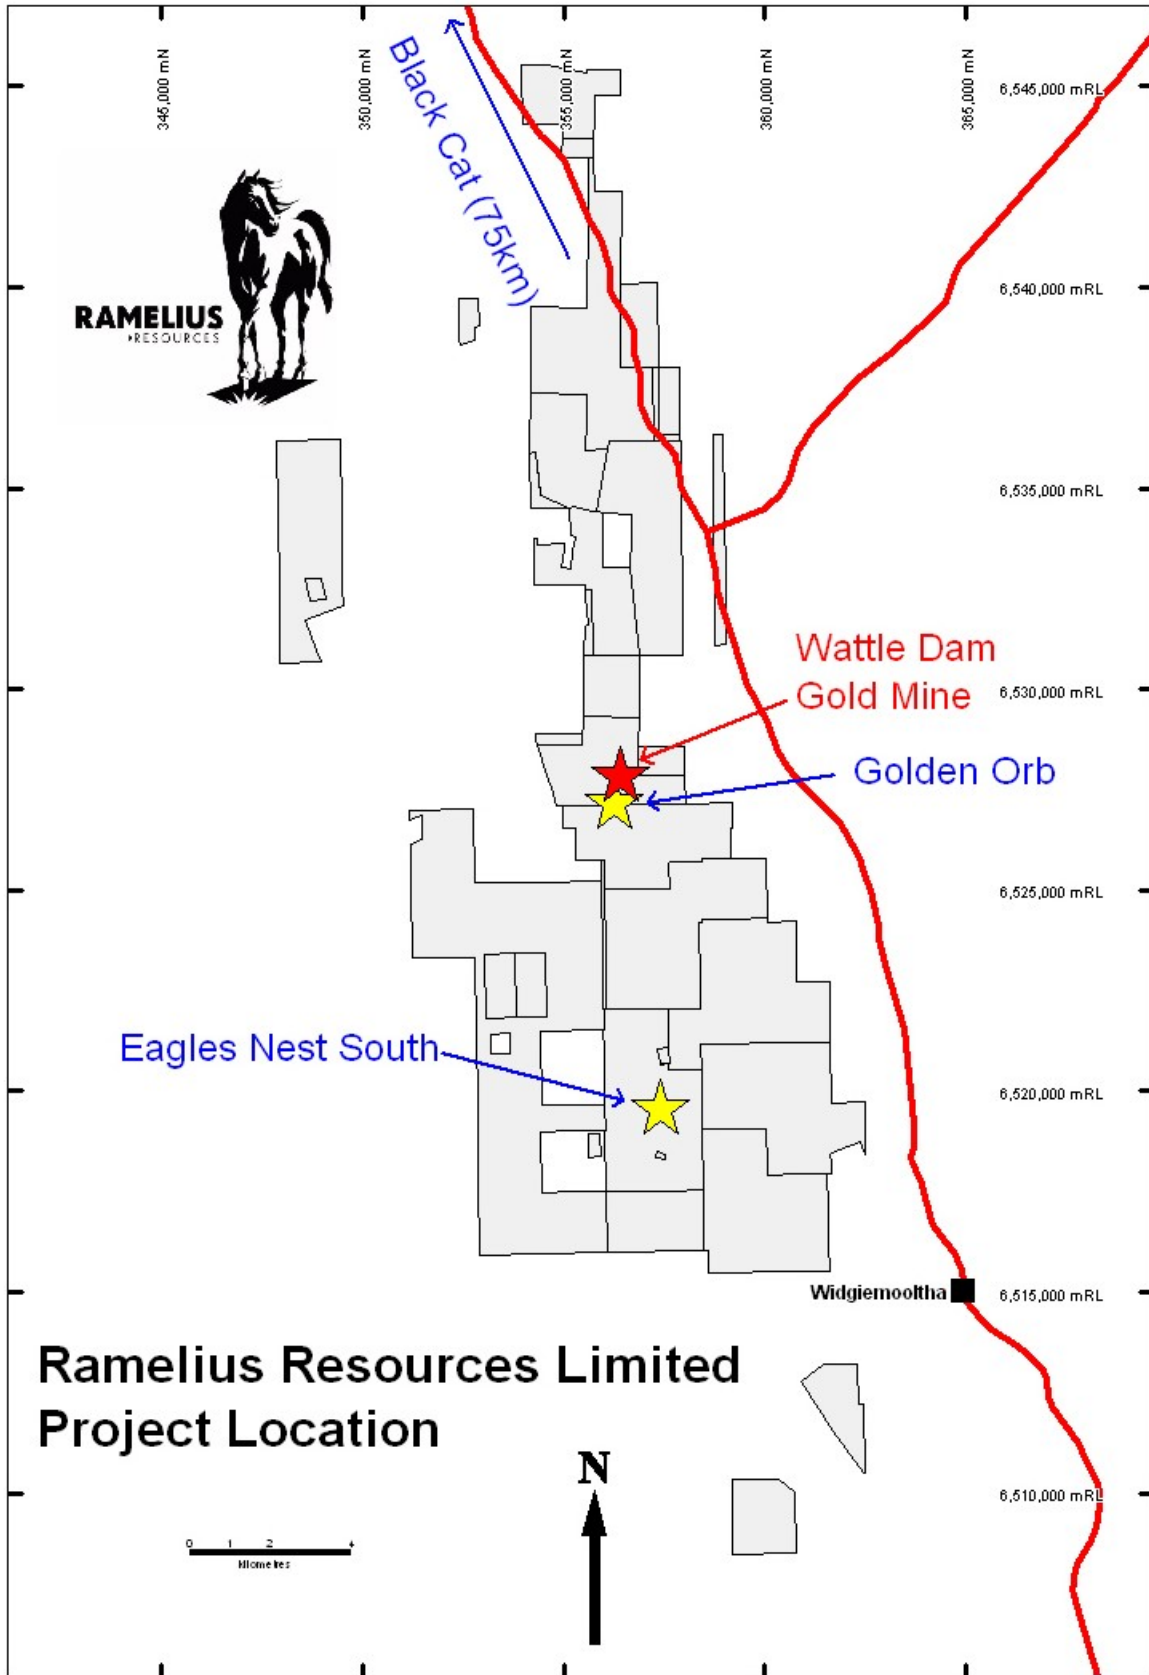 345,000 mN
350,000 mN
355,000 mN
360,000 mN
365,000 mN
6,545,000 mRL
Black Cat (75km)
RAMELIUS
RESOURCES
6,540,000 mRL
6,535,000 mRL
Wattle Dam
Gold Mine
6,530,000 mRL
Golden Orb
6,525,000 mRL
Eagles Nest South
6,520,000 mRL
Widgiemooltha
6,515,000 mRL
Ramelius Resources Limited
Project Location
N
6,510,000 mRL
0 1 2 4
kilometres